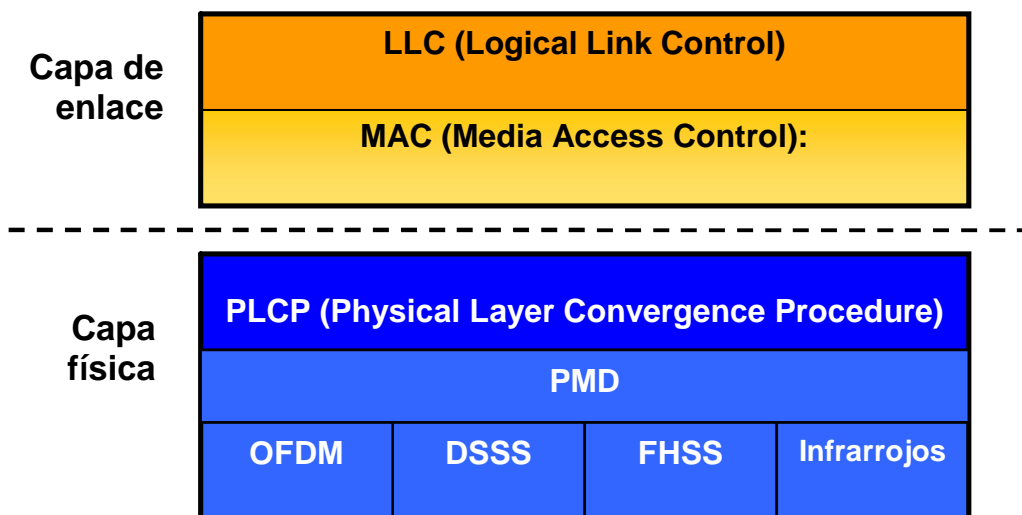 Capa de
enlace
LLC (Logical Link Control)
MAC (Media Access Control):
Capa
física
PLCP (Physical Layer Convergence Procedure)
PMD
OFDM
DSSS
FHSS
Infrarrojos